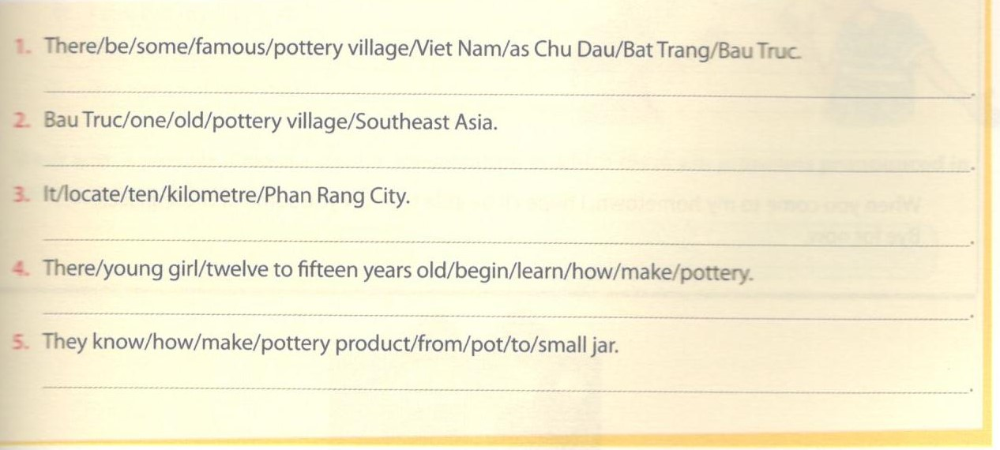 1. There/be/some/famous/pottery village/Viet Nam/as Chu Dau/Bat Trang/Bau Truc.
2. Bau Truc/one/old/pottery village/Southeast Asia.
3. It/locate/ten/kilometre/Phan Rang City.
4. There/young girl/twelve to fifteen years old/begin/learn/how/make/pottery.
5. They know/how/make/pottery product/from/pot/to/small jar.